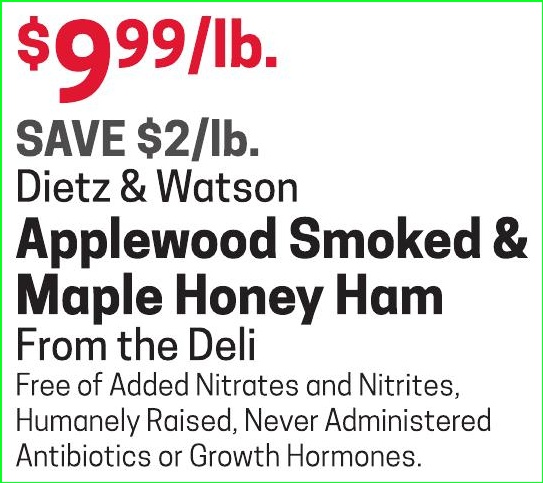 $9.99/lb.
SAVE $2/lb.
Dietz & Watson
Applewood Smoked &
Maple Honey Ham
From the Deli
Free of Added Nitrates and Nitrites,
Humanely Raised, Never Administered
Antibiotics or Growth Hormones.